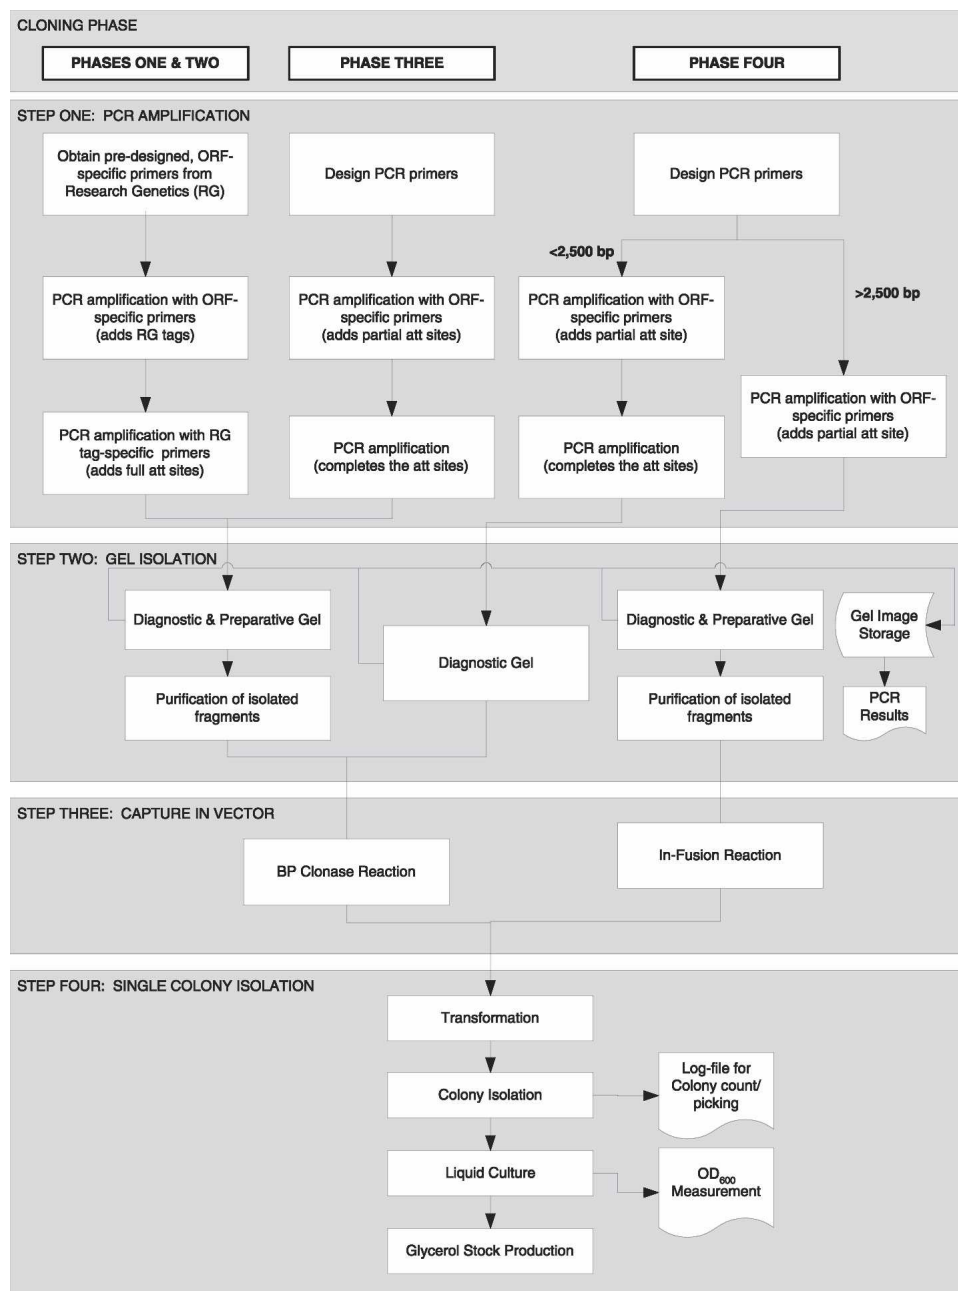 CLONING PHASE
PHASES ONE & TWO
PHASE THREE
PHASE FOUR
STEP ONE: PCR AMPLIFICATION
Obtain pre-designed, ORF-
specific primers from
Research Genetics (RG)
Design PCR primers
Design PCR primers
<2,500 bp
>2,500 bp
PCR amplification with ORF-
specific primers
(adds RG tags)
PCR amplification with ORF-
specific primers
(adds partial att sites)
PCR amplification with ORF-
specific primers
(adds partial att site)
PCR amplification with ORF-
specific primers
(adds partial att site)
PCR amplification with RG
tag-specific primers
(adds full att sites)
PCR amplification
(completes the att sites)
PCR amplification
(completes the att sites)
STEP TWO: GEL ISOLATION
Diagnostic & Preparative Gel
Diagnostic Gel
Diagnostic & Preparative Gel
Gel Image
Storage
Purification of isolated
fragments
Purification of isolated
fragments
PCR
Results
STEP THREE: CAPTURE IN VECTOR
BP Clonase Reaction
In-Fusion Reaction
STEP FOUR: SINGLE COLONY ISOLATION
Transformation
Colony Isolation
Log-file for
Colony count/
picking
Liquid Culture
OD600
Measurement
Glycerol Stock Production